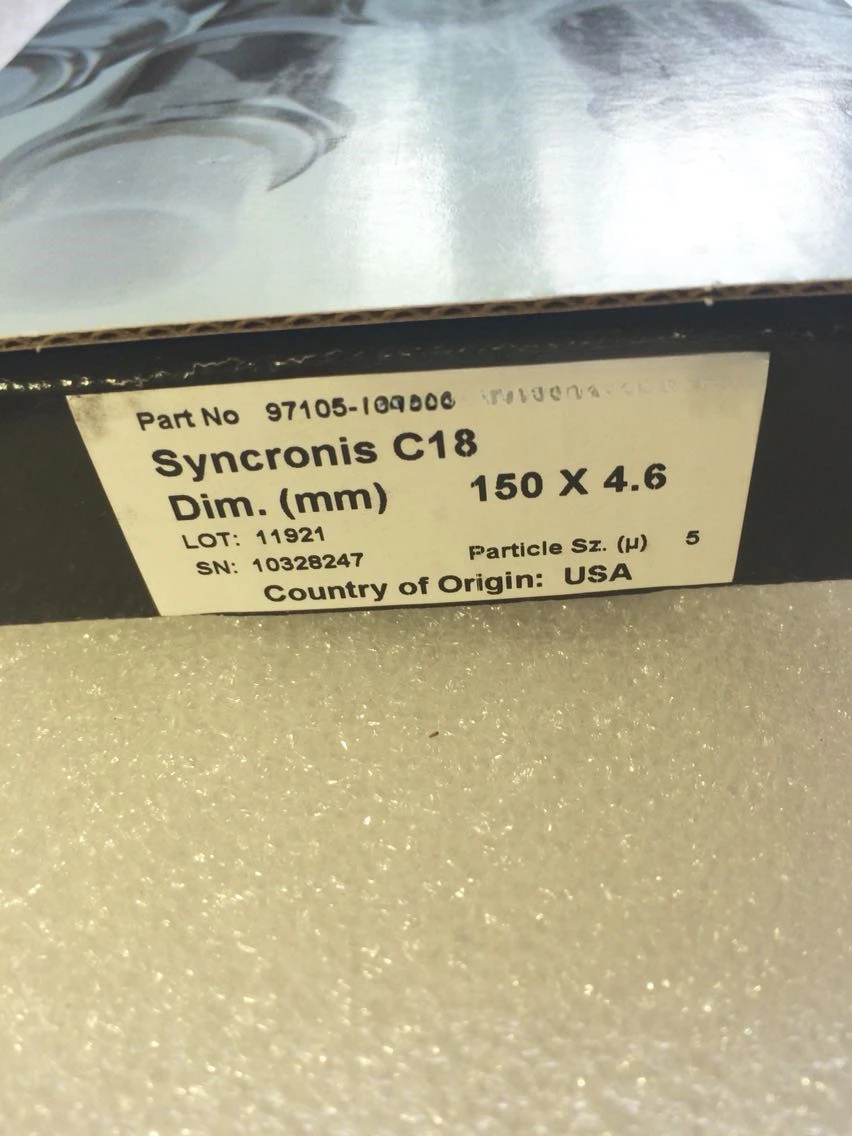 Part No 97105-
Syncronis C18
Dim. (mm) 150 X 4.6
LOT: 11921
SN: 10328247 Particle Sz. (µ) 5
Country of Origin: USA